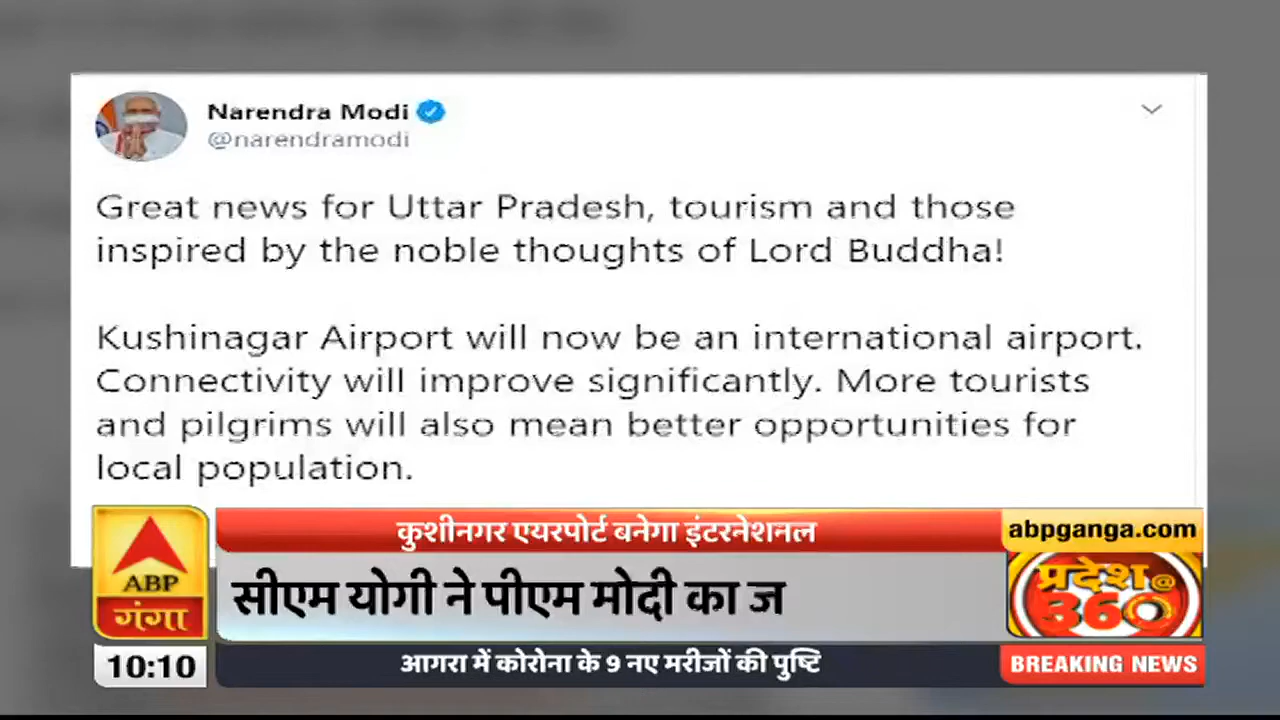 Narendra Modi
@narendramodi
Great news for Uttar Pradesh, tourism and those
inspired by the noble thoughts of Lord Buddha!
Kushinagar Airport will now be an international airport.
Connectivity will improve significantly. More tourists
and pilgrims will also mean better opportunities for
local population.
कुशीनगर एयरपोर्ट बनेगा इंटरनेशनल
abpganga.com
ABP
गंगा
सीएम योगी ने पीएम मोदी का ज
प्रदेश@
360
10:10
आगरा में कोरोना के 9 नए मरीजों की पुष्टि
BREAKING NEWS